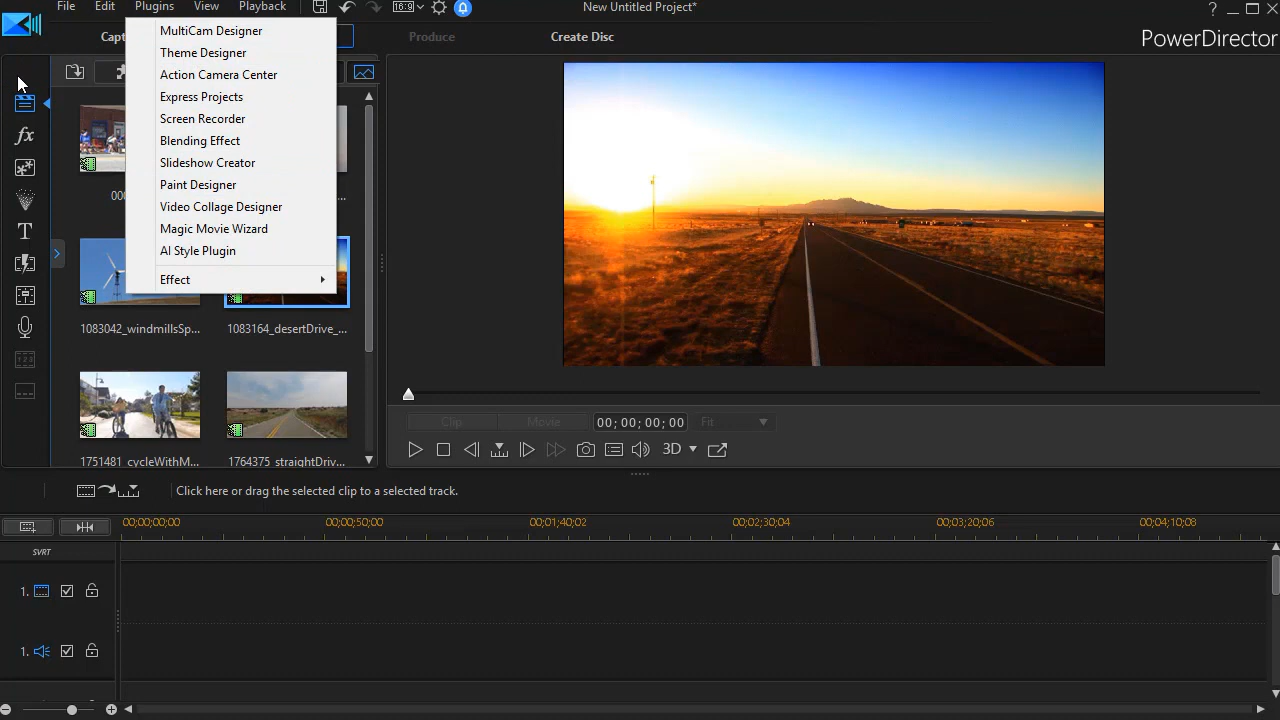 File Edit Plugins View Playback
16:9
New Untitled Project*
?
Capt
Produce
Create Disc
PowerDirector
MultiCam Designer
Theme Designer
Action Camera Center
Express Projects
Screen Recorder
Blending Effect
Slideshow Creator
Paint Designer
Video Collage Designer
Magic Movie Wizard
AI Style Plugin
Effect
fx
T
000
...
1083042_windmillsSp...
1083164_desertDrive_...
1751481_cycleWithM...
1764375_straightDriv...
Clip
Movie
00; 00; 00; 00
Fit
3D
Click here or drag the selected clip to a selected track.
00;00;00;00 00;00;50;00 00;01;40;02 00;02;30;04 00;03;20;06 00;04;10;08
SVRT
1.
1.